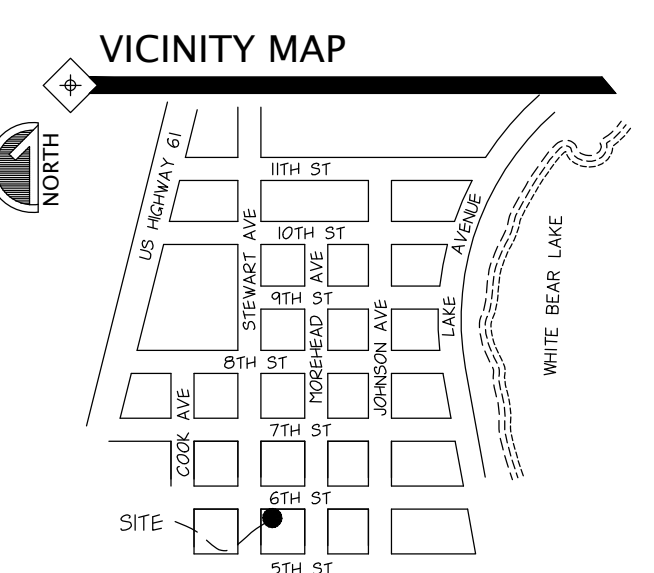 VICINITY MAP
NORTH
US HIGHWAY 61
11TH ST
STEWART AVE
10TH ST
MOREHEAD AVE
9TH ST
JOHNSON AVE
LAKE AVENUE
WHITE BEAR LAKE
8TH ST
COOK AVE
7TH ST
6TH ST
SITE
5TH ST